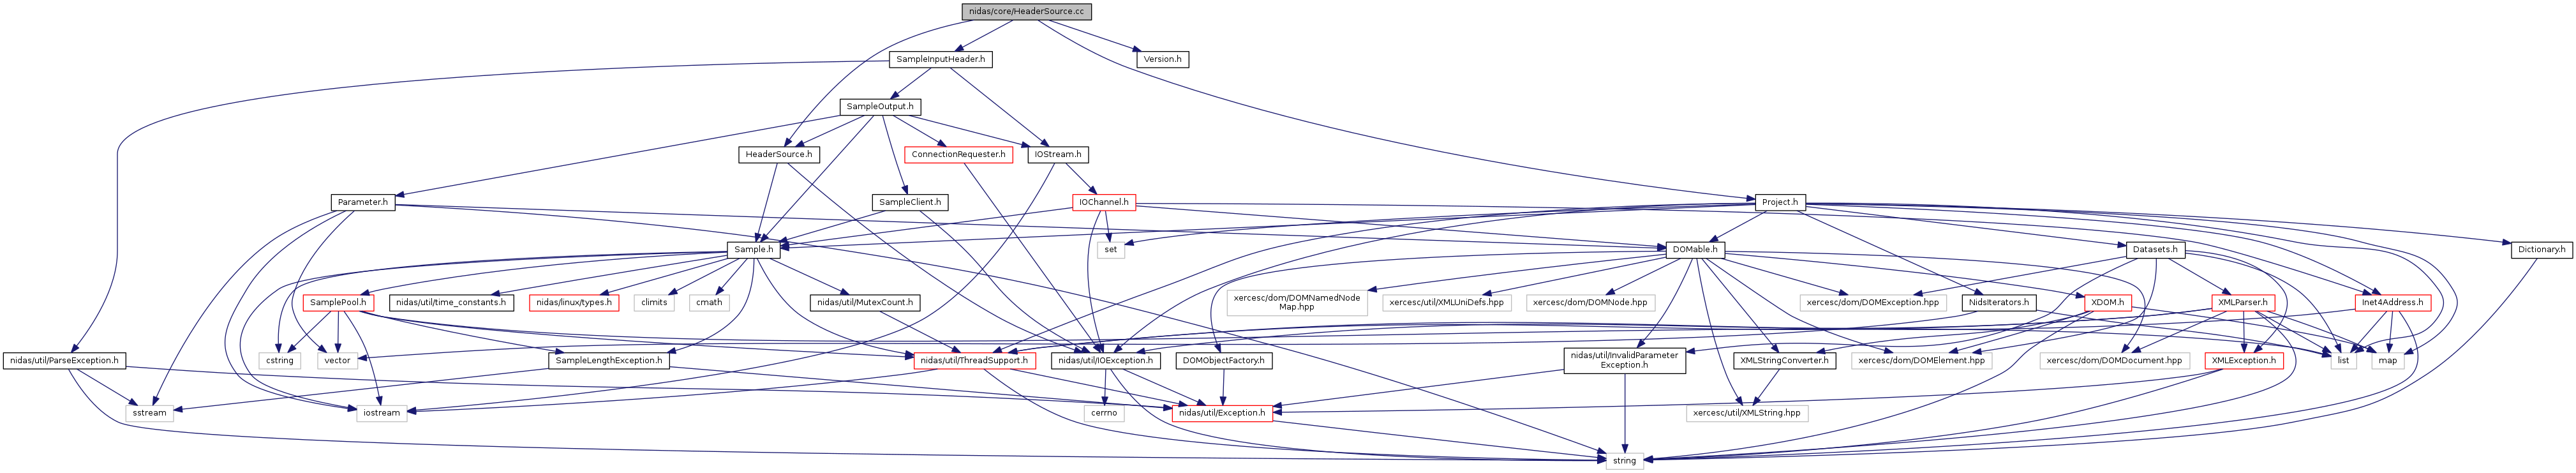 nidas/core/HeaderSource.cc
SampleInputHeader.h
Version.h
SampleOutput.h
HeaderSource.h
ConnectionRequester.h
IOStream.h
Parameter.h
SampleClient.h
IOChannel.h
Project.h
Sample.h
set
DOMable.h
Datasets.h
Dictionary.h
SamplePool.h
nidas/util/time_constants.h
nidas/linux/types.h
climits
cmath
nidas/util/MutexCount.h
xercesc/dom/DOMNamedNode
Map.hpp
xercesc/util/XMLUniDefs.hpp
xercesc/dom/DOMNode.hpp
xercesc/dom/DOMException.hpp
NidsIterators.h
XDOM.h
XMLParser.h
Inet4Address.h
nidas/util/ParseException.h
cstring
vector
SampleLengthException.h
nidas/util/ThreadSupport.h
nidas/util/IOException.h
DOMObjectFactory.h
nidas/util/InvalidParameter
Exception.h
XMLStringConverter.h
xercesc/dom/DOMElement.hpp
xercesc/dom/DOMDocument.hpp
XMLException.h
list
map
sstream
iostream
cerrno
nidas/util/Exception.h
xercesc/util/XMLString.hpp
string